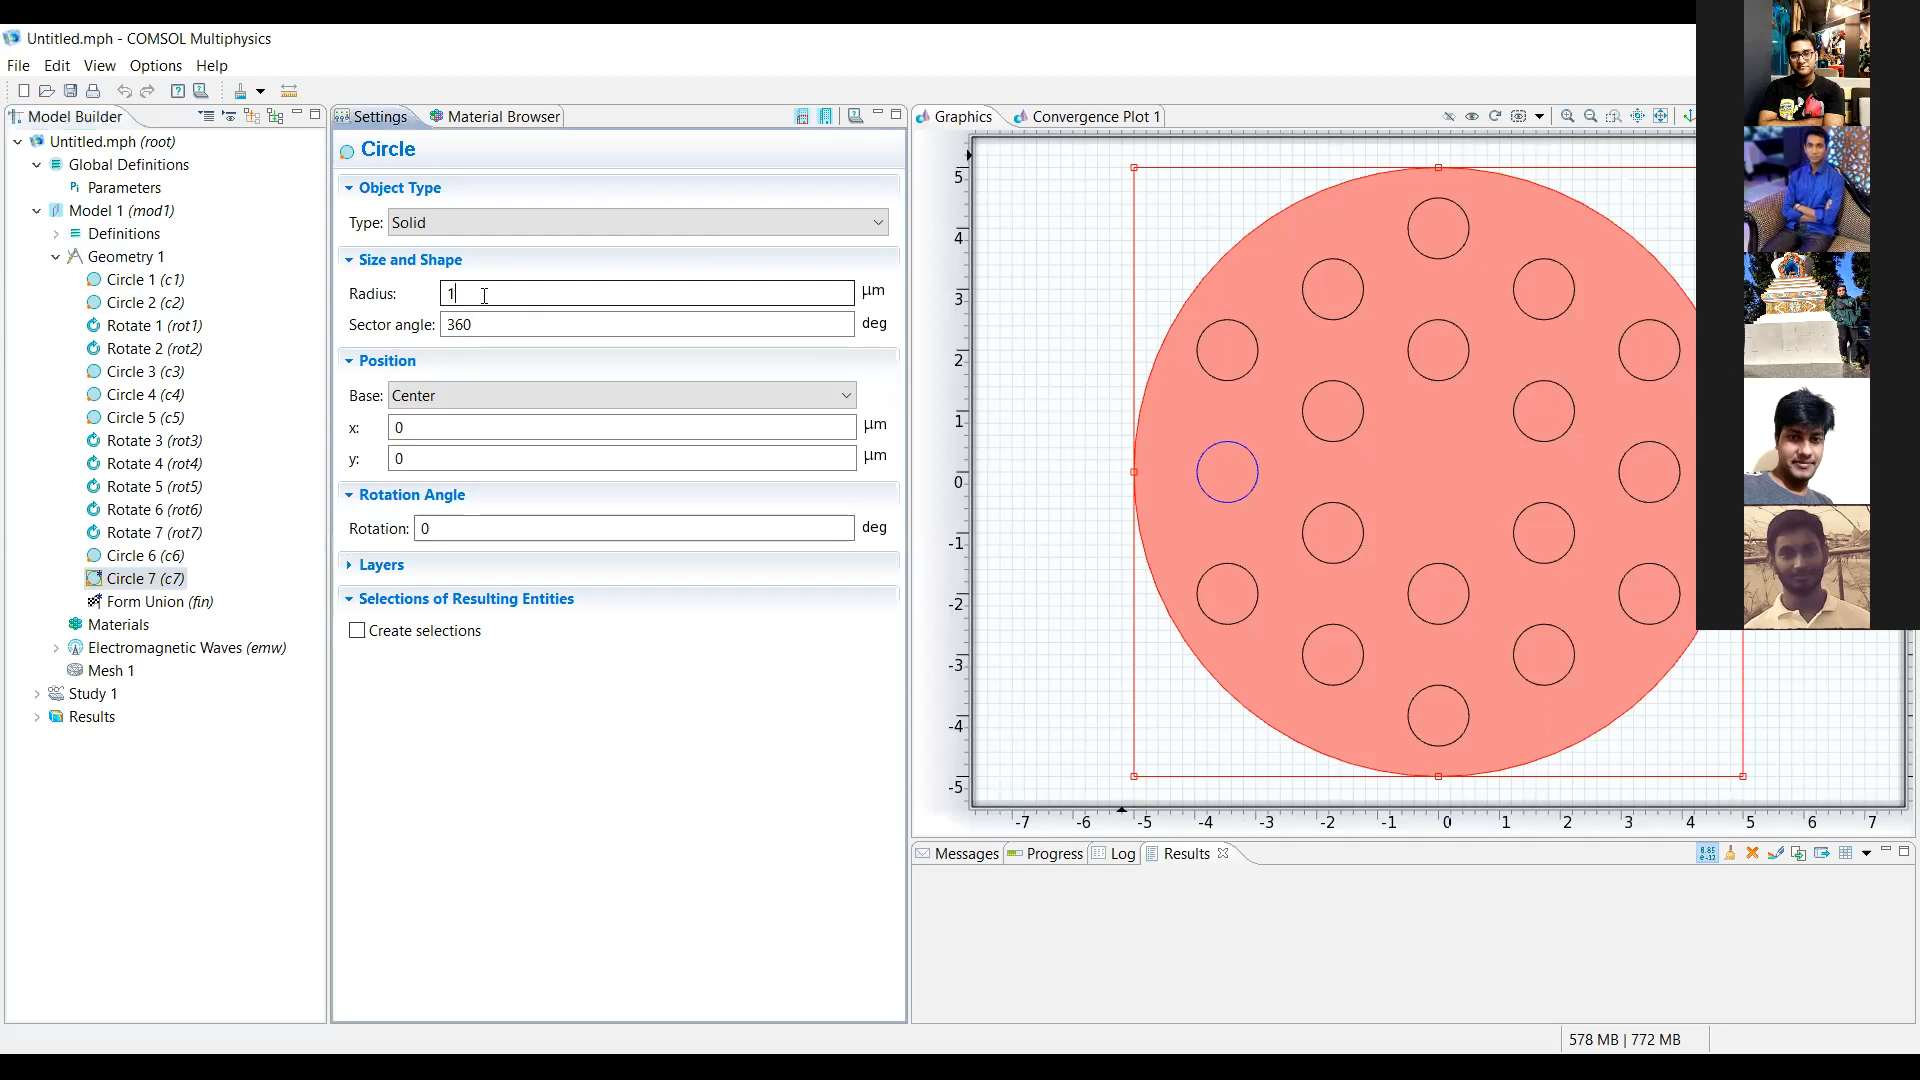 Untitled.mph - COMSOL Multiphysics
File Edit View Options Help
Model Builder
Untitled.mph (root)
Global Definitions
Pi Parameters
Model 1 (mod1)
Definitions
Geometry 1
Circle 1 (c1)
Circle 2 (c2)
Rotate 1 (rot1)
Rotate 2 (rot2)
Circle 3 (c3)
Circle 4 (c4)
Circle 5 (c5)
Rotate 3 (rot3)
Rotate 4 (rot4)
Rotate 5 (rot5)
Rotate 6 (rot6)
Rotate 7 (rot7)
Circle 6 (c6)
Circle 7 (c7)
Form Union (fin)
Materials
Electromagnetic Waves (emw)
Mesh 1
Study 1
Results
Settings Material Browser
Circle
Object Type
Type: Solid
Size and Shape
Radius: 1 µm
Sector angle: 360 deg
Position
Base: Center
x: 0 µm
y: 0 µm
Rotation Angle
Rotation: 0 deg
Layers
Selections of Resulting Entities
Create selections
Graphics Convergence Plot 1
5
4
3
2
1
0
-1
-2
-3
-4
-5
-7 -6 -5 -4 -3 -2 -1 0 1 2 3 4 5 6 7
Messages Progress Log Results
8.85
e-12
578 MB | 772 MB